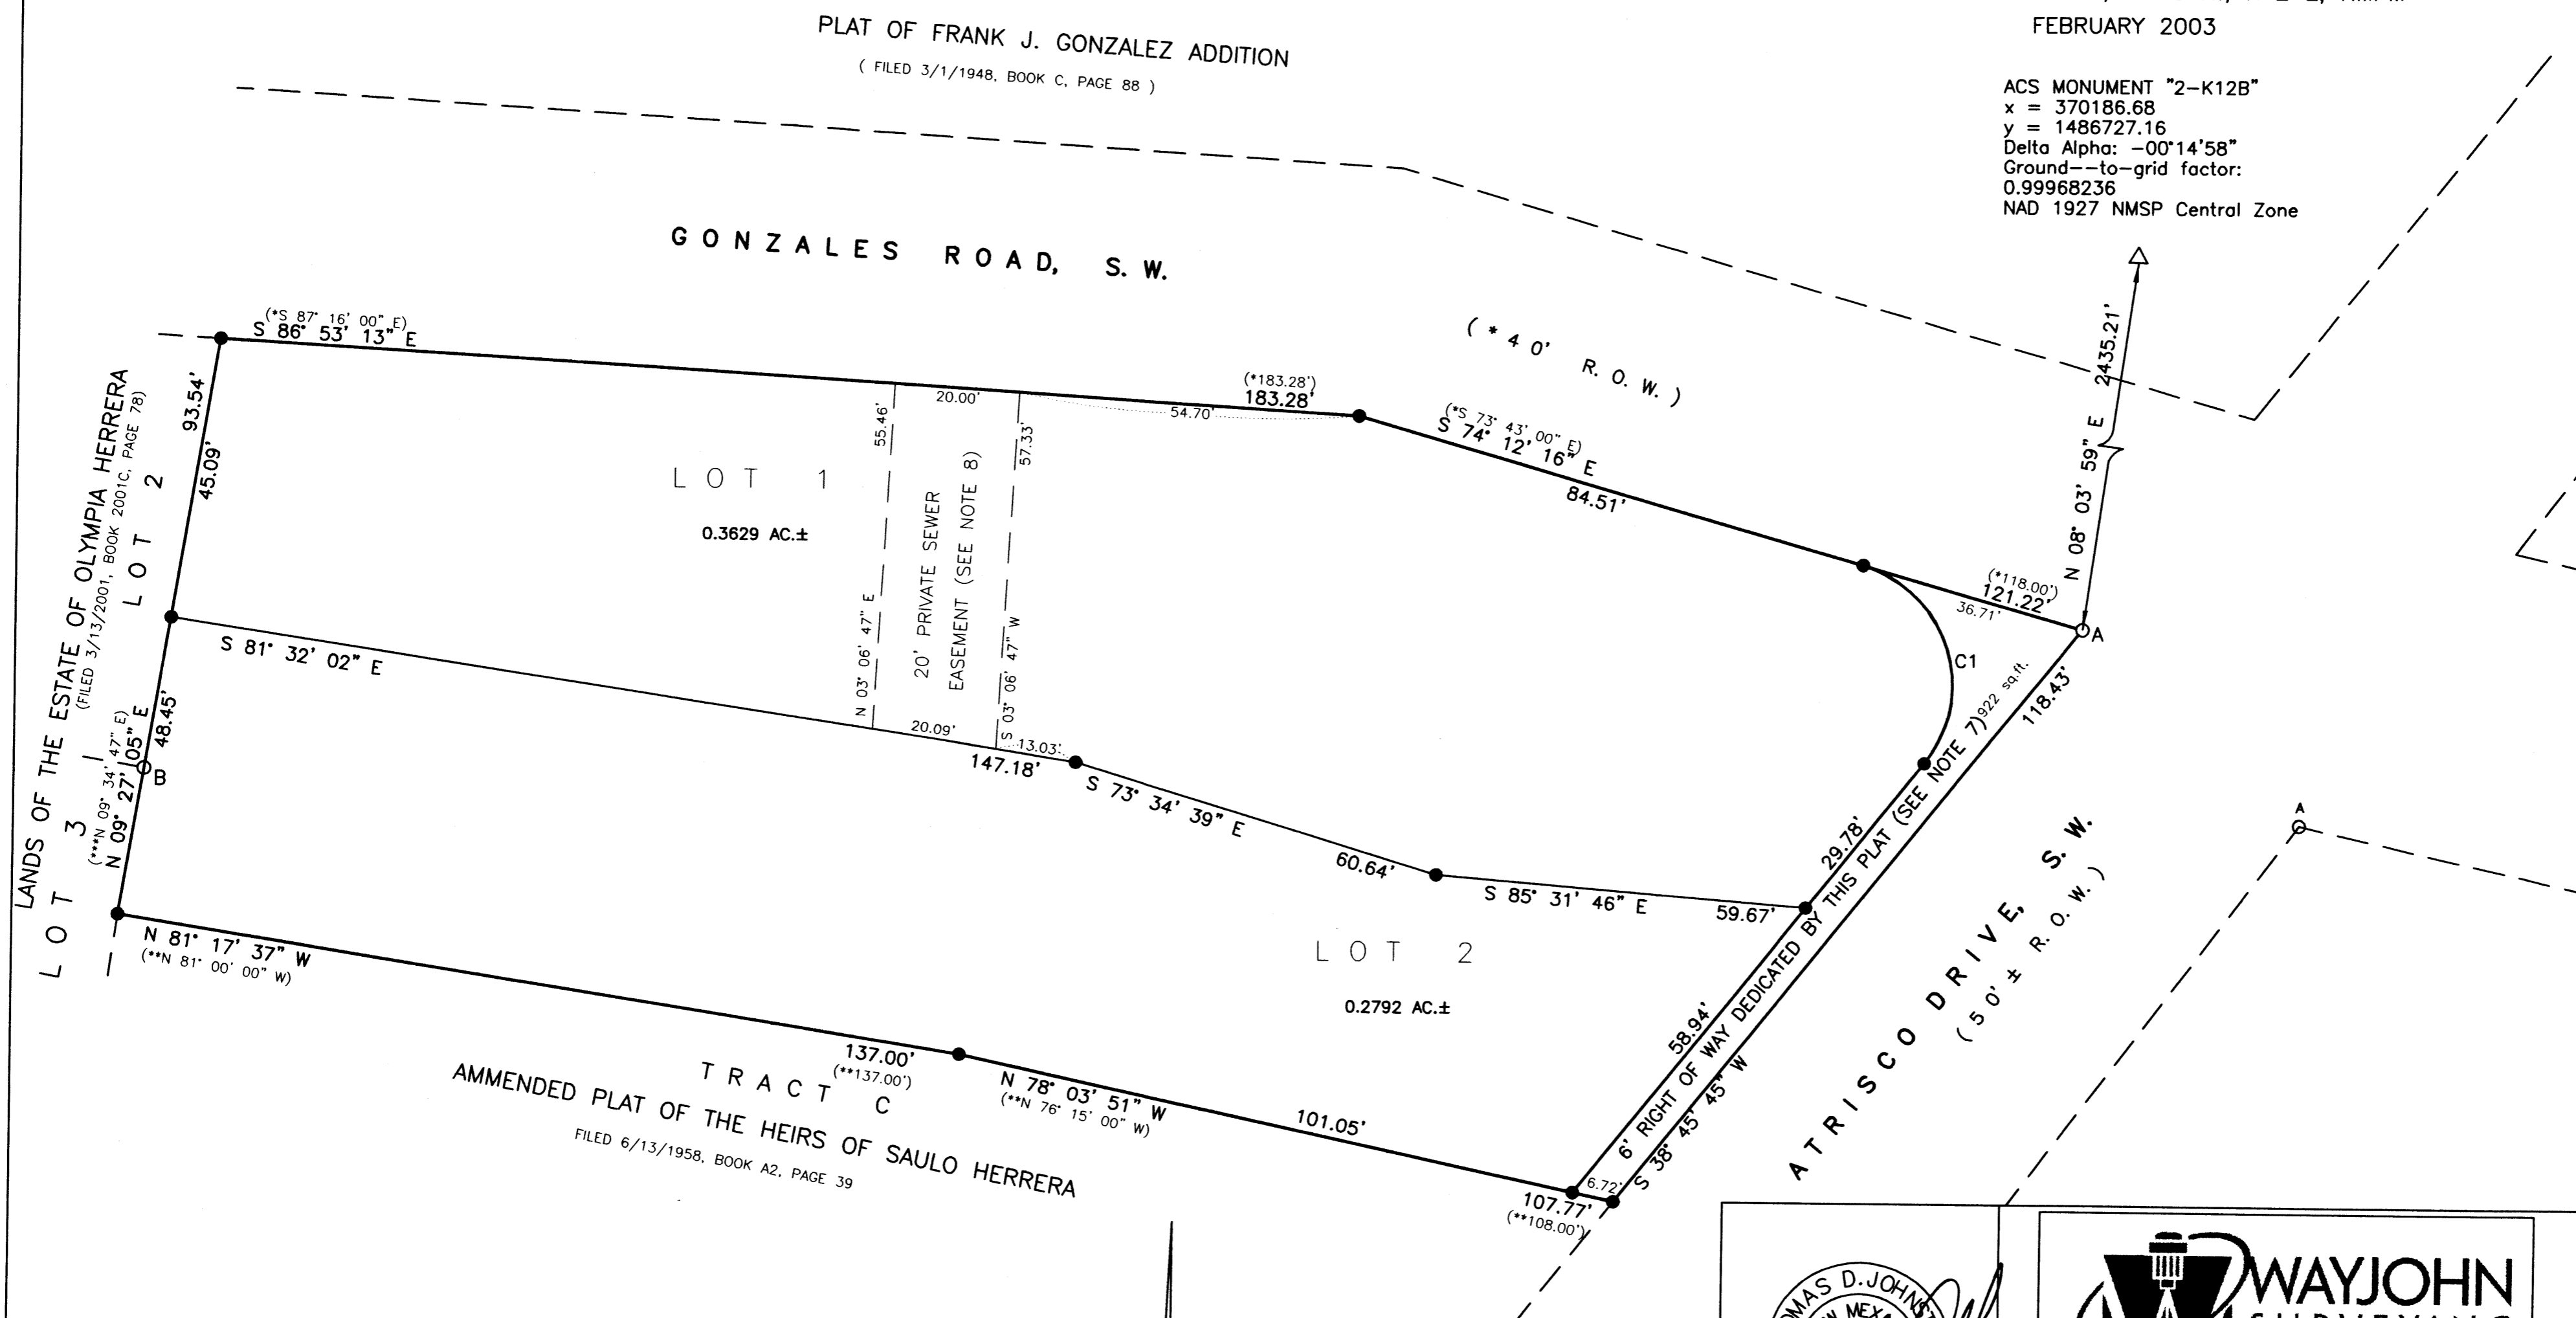 PLAT OF FRANK J. GONZALEZ ADDITION
( FILED 3/1/1948, BOOK C, PAGE 88 )
FEBRUARY 2003
ACS MONUMENT "2-K12B"
x = 370186.68
y = 1486727.16
Delta Alpha: -00°14'58"
Ground--to-grid factor:
0.99968236
NAD 1927 NMSP Central Zone
GONZALES ROAD, S. W.
( * 40' R. O. W. )
N 08° 03' 59" E 2435.21'
(*S 87° 16' 00" E)
S 86° 53' 13" E
(*183.28')
183.28'
20.00'
54.70'
(*S 73° 43' 00" E)
S 74° 12' 16" E
84.51'
(*118.00')
121.22'
36.71'
A
C1
93.54'
45.09'
48.45'
B
N 09° 27' 05" E
(***N 09° 34' 47" E)
LANDS OF THE ESTATE OF OLYMPIA HERRERA
(FILED 3/13/2001, BOOK 2001C, PAGE 78)
LOT 2
LOT 3
LOT 1
0.3629 AC.±
55.46'
N 03° 06' 47" E
20' PRIVATE SEWER
EASEMENT (SEE NOTE 8)
57.33'
S 03° 06' 47" W
S 81° 32' 02" E
20.09'
13.03'
147.18'
S 73° 34' 39" E
60.64'
S 85° 31' 46" E
59.67'
LOT 2
0.2792 AC.±
29.78'
58.94'
6' RIGHT OF WAY DEDICATED BY THIS PLAT (SEE NOTE 7)
922 sq.ft.
118.43'
S 38° 45' 45" W
ATRISCO DRIVE, S. W.
( 50' ± R. O. W. )
A
N 81° 17' 37" W
(**N 81° 00' 00" W)
137.00'
(**137.00')
N 78° 03' 51" W
(**N 76° 15' 00" W)
101.05'
6.72'
107.77'
(**108.00')
TRACT C
AMMENDED PLAT OF THE HEIRS OF SAULO HERRERA
FILED 6/13/1958, BOOK A2, PAGE 39
WAYJOHN